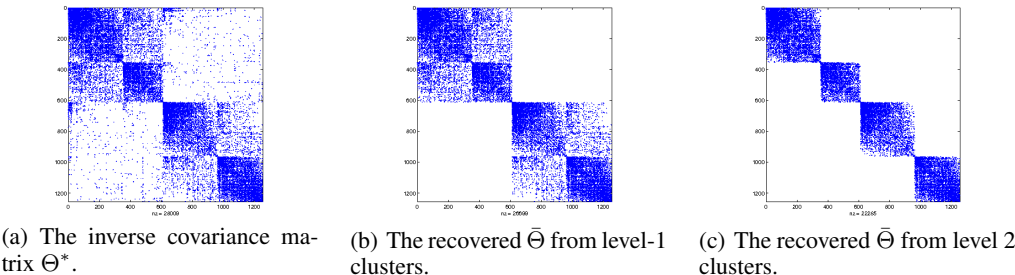 0
200
400
600
800
1000
1200
0 200 400 600 800 1000 1200
nz =
0
200
400
600
800
1000
1200
0 200 400 600 800 1000 1200
nz =
0
200
400
600
800
1000
1200
0 200 400 600 800 1000 1200
nz = 22285
(a) The inverse covariance ma-
trix Θ*.
(b) The recovered Θ̄ from level-1
clusters.
(c) The recovered Θ̄ from level 2
clusters.